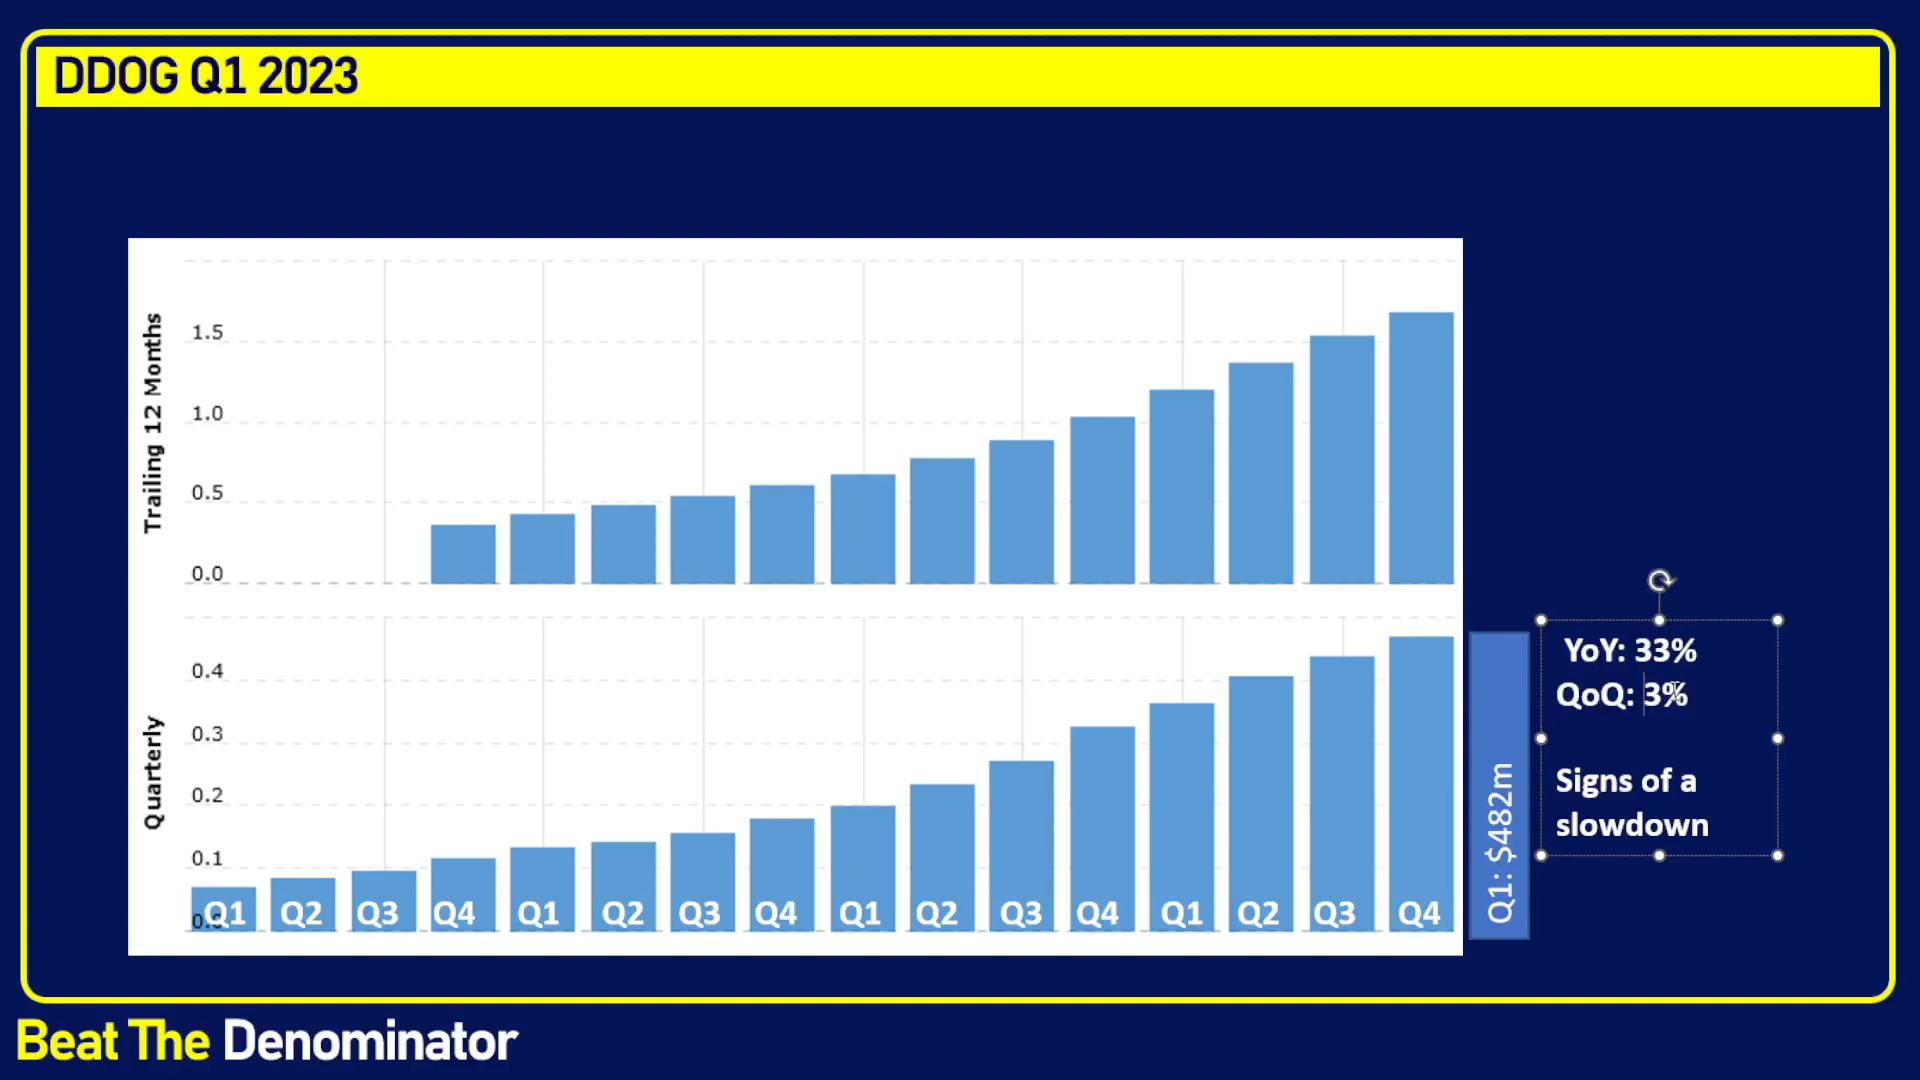 DDOG Q1 2023
Trailing 12 Months
1.5
1.0
0.5
0.0
Quarterly
0.4
0.3
0.2
0.1
0.0
Q1 Q2 Q3 Q4 Q1 Q2 Q3 Q4 Q1 Q2 Q3 Q4 Q1 Q2 Q3 Q4
Q1: $482m
YoY: 33%
QoQ: 3%
Signs of a
slowdown
Beat The Denominator